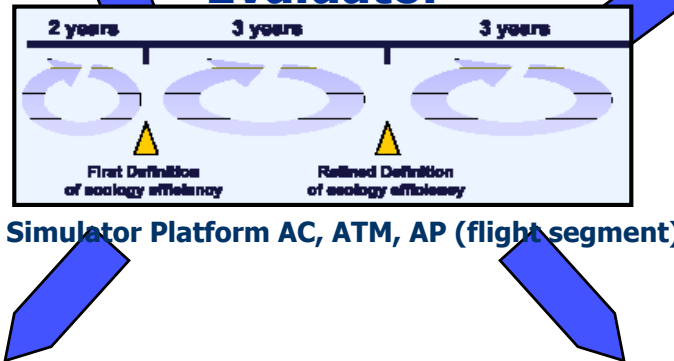 Evaluator
2 years 3 years 3 years
First Definition
of ecology efficiency
Refined Definition
of ecology efficiency
Simulator Platform AC, ATM, AP (flight segment)